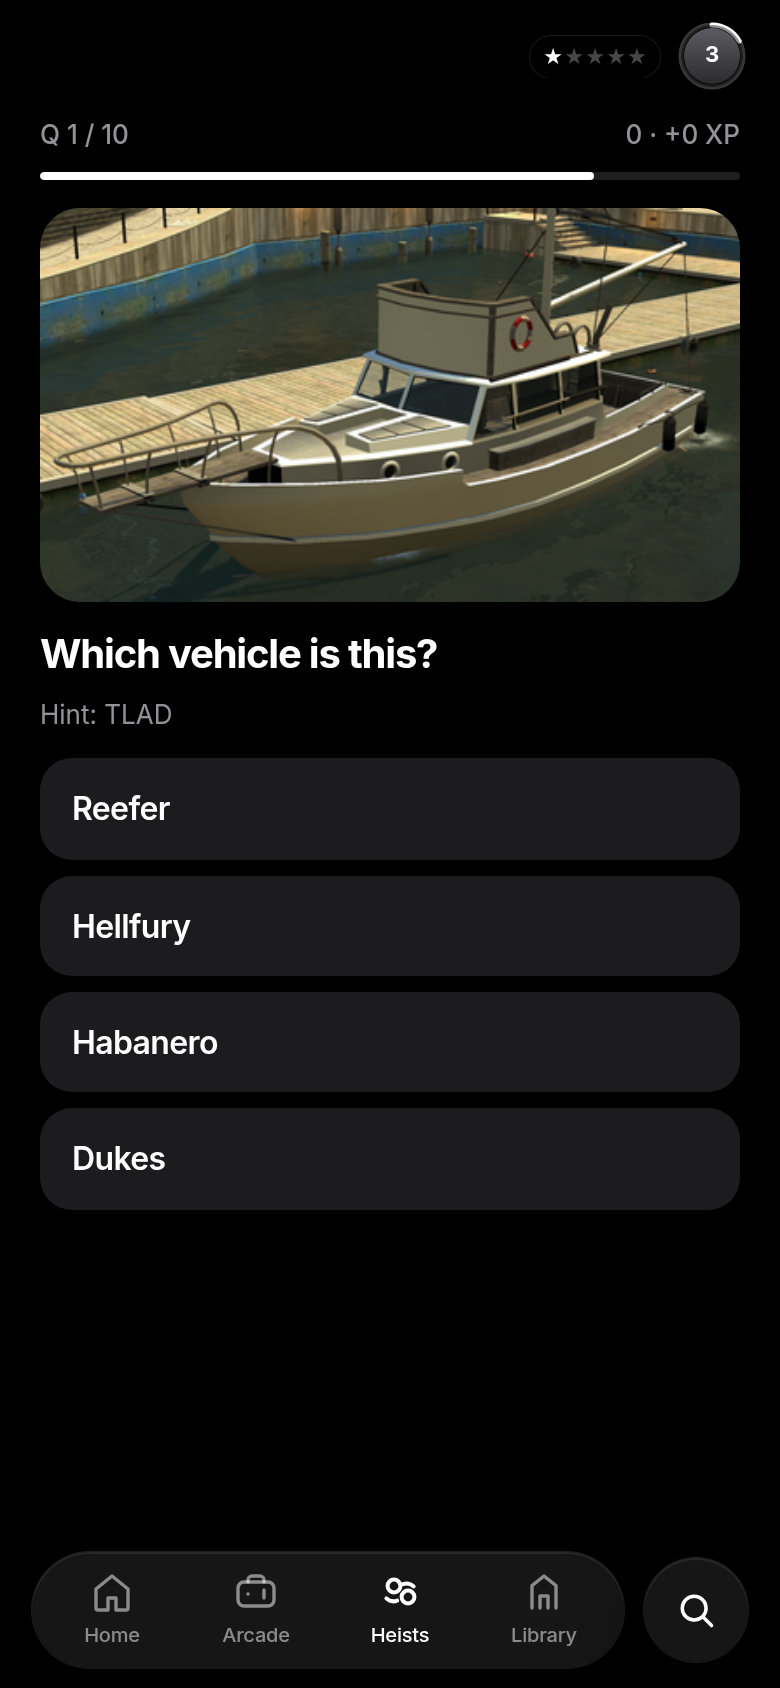 ★★★★★
3
Q 1 / 10
0 · +0 XP
Which vehicle is this?
Hint: TLAD
Reefer
Hellfury
Habanero
Dukes
Home
Arcade
Heists
Library